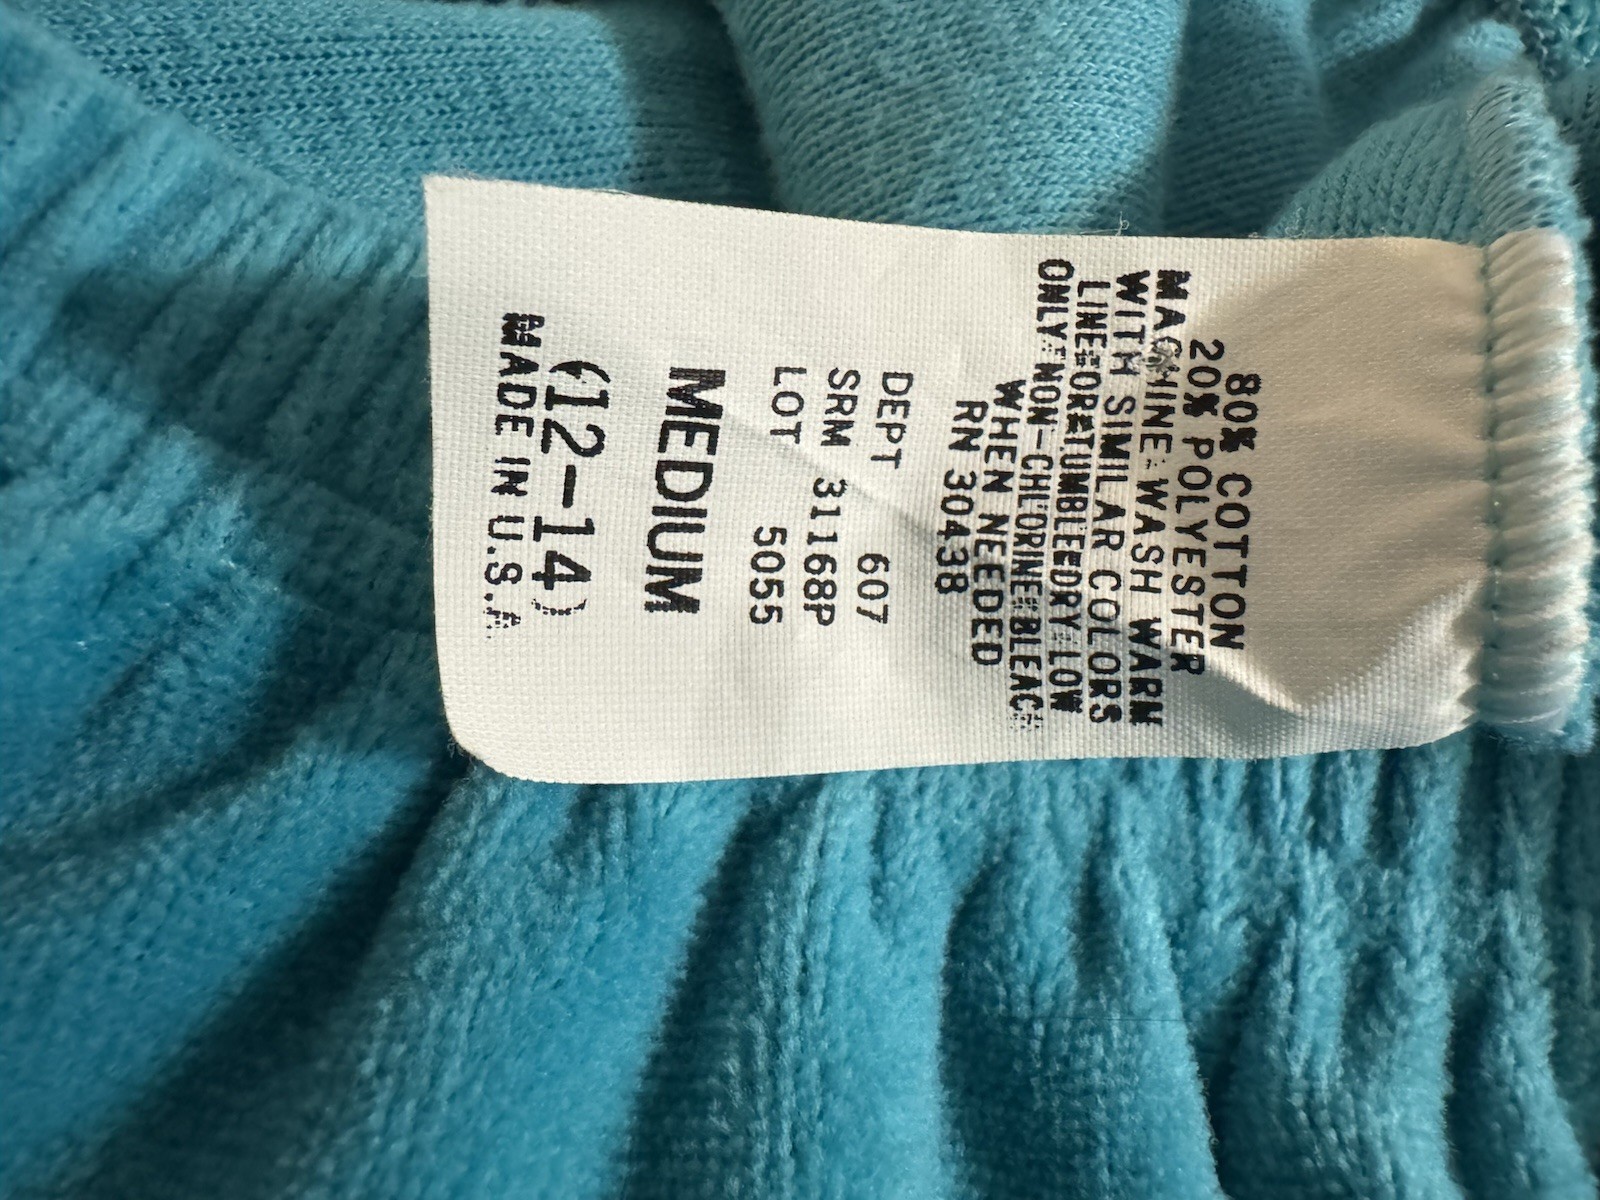 80% COTTON
20% POLYESTER
MACHINE WASH WARM
WITH SIMILAR COLORS
LINE OR TUMBLE DRY LOW
ONLY NON-CHLORINE BLEACH
WHEN NEEDED
RN 30438
DEPT 607
SRM 31168P
LOT 5055
MEDIUM
(12-14)
MADE IN U.S.A